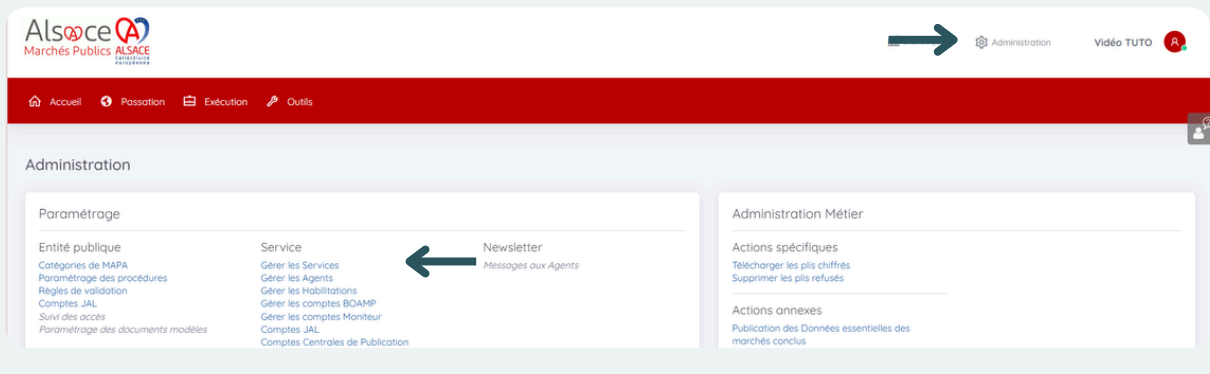 Alsace
Marchés Publics ALSACE
Collectivité
européenne
Administration
Vidéo TUTO
A
Accueil
Passation
Exécution
Outils
Administration
Paramétrage
Entité publique
Catégories de MAPA
Paramétrage des procédures
Règles de validation
Comptes JAL
Suivi des accès
Paramétrage des documents modèles
Service
Gérer les Services
Gérer les Agents
Gérer les Habilitations
Gérer les comptes BOAMP
Gérer les comptes Moniteur
Comptes JAL
Comptes Centrales de Publication
Newsletter
Messages aux Agents
Administration Métier
Actions spécifiques
Télécharger les plis chiffrés
Supprimer les plis refusés
Actions annexes
Publication des Données essentielles des
marchés conclus